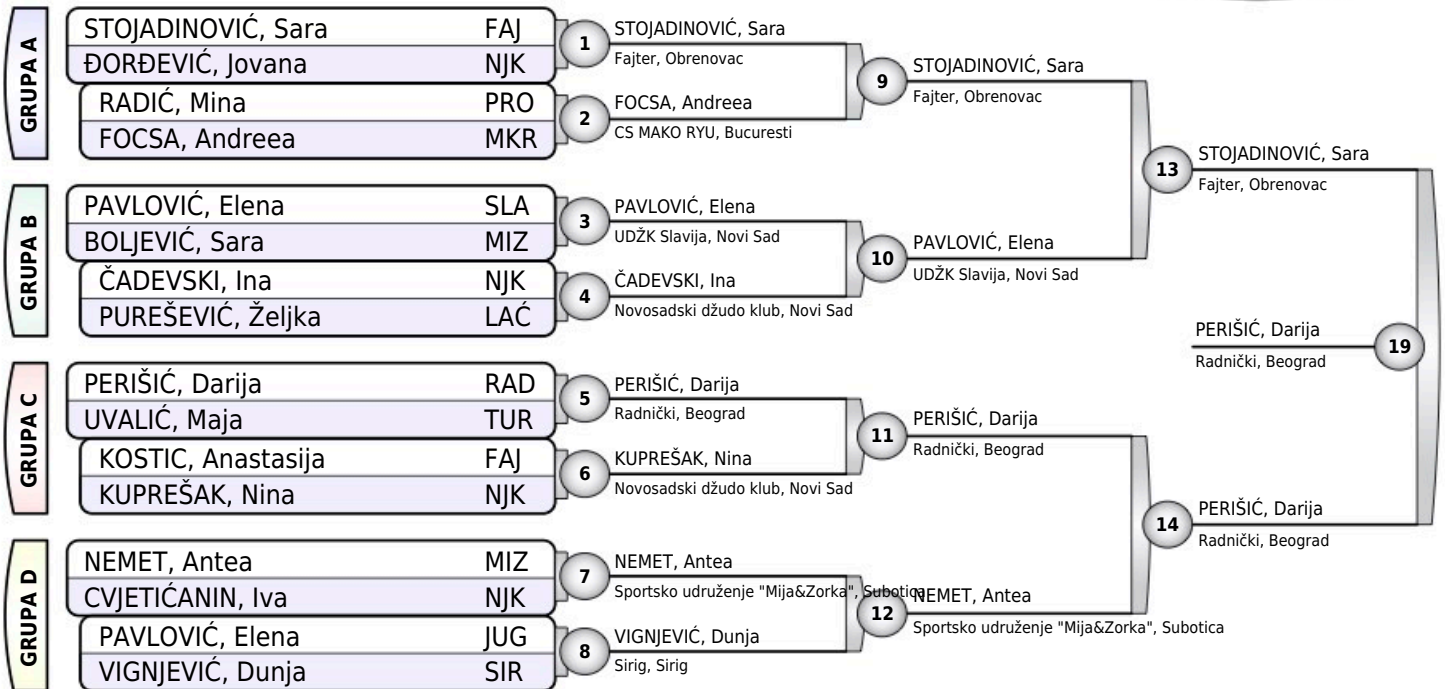 GRUPA A
STOJADINOVIĆ, Sara FAJ
ĐORĐEVIĆ, Jovana NJK
RADIĆ, Mina PRO
FOCSA, Andreea MKR
1
STOJADINOVIĆ, Sara
Fajter, Obrenovac
2
FOCSA, Andreea
CS MAKO RYU, Bucuresti
9
STOJADINOVIĆ, Sara
Fajter, Obrenovac
GRUPA B
PAVLOVIĆ, Elena SLA
BOLJEVIĆ, Sara MIZ
ČADEVSKI, Ina NJK
PUREŠEVIĆ, Željka LAĆ
3
PAVLOVIĆ, Elena
UDŽK Slavija, Novi Sad
4
ČADEVSKI, Ina
Novosadski džudo klub, Novi Sad
10
PAVLOVIĆ, Elena
UDŽK Slavija, Novi Sad
13
STOJADINOVIĆ, Sara
Fajter, Obrenovac
GRUPA C
PERIŠIĆ, Darija RAD
UVALIĆ, Maja TUR
KOSTIC, Anastasija FAJ
KUPREŠAK, Nina NJK
5
PERIŠIĆ, Darija
Radnički, Beograd
6
KUPREŠAK, Nina
Novosadski džudo klub, Novi Sad
11
PERIŠIĆ, Darija
Radnički, Beograd
GRUPA D
NEMET, Antea MIZ
CVJETIĆANIN, Iva NJK
PAVLOVIĆ, Elena JUG
VIGNJEVIĆ, Dunja SIR
7
NEMET, Antea
Sportsko udruženje "Mija&Zorka", Subotica
8
VIGNJEVIĆ, Dunja
Sirig, Sirig
12
NEMET, Antea
Sportsko udruženje "Mija&Zorka", Subotica
14
PERIŠIĆ, Darija
Radnički, Beograd
PERIŠIĆ, Darija
Radnički, Beograd
19